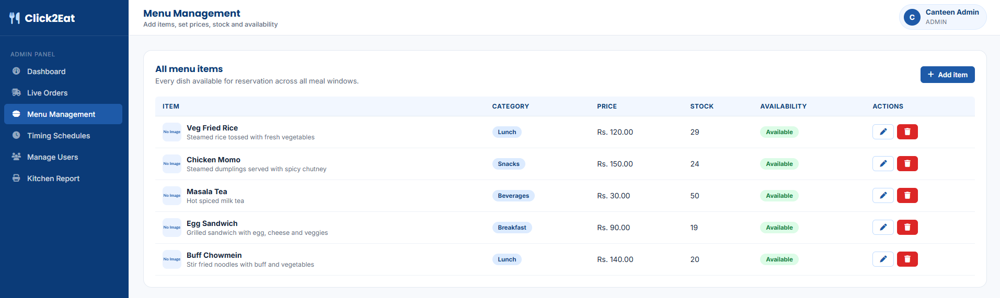 Click2Eat
ADMIN PANEL
Dashboard
Live Orders
Menu Management
Timing Schedules
Manage Users
Kitchen Report
Menu Management
Add items, set prices, stock and availability
C
Canteen Admin
ADMIN
All menu items
Every dish available for reservation across all meal windows.
+ Add item
ITEM CATEGORY PRICE STOCK AVAILABILITY ACTIONS
No Image Veg Fried Rice Lunch Rs. 120.00 29 Available
Steamed rice tossed with fresh vegetables
No Image Chicken Momo Snacks Rs. 150.00 24 Available
Steamed dumplings served with spicy chutney
No Image Masala Tea Beverages Rs. 30.00 50 Available
Hot spiced milk tea
No Image Egg Sandwich Breakfast Rs. 90.00 19 Available
Grilled sandwich with egg, cheese and veggies
No Image Buff Chowmein Lunch Rs. 140.00 20 Available
Stir fried noodles with buff and vegetables